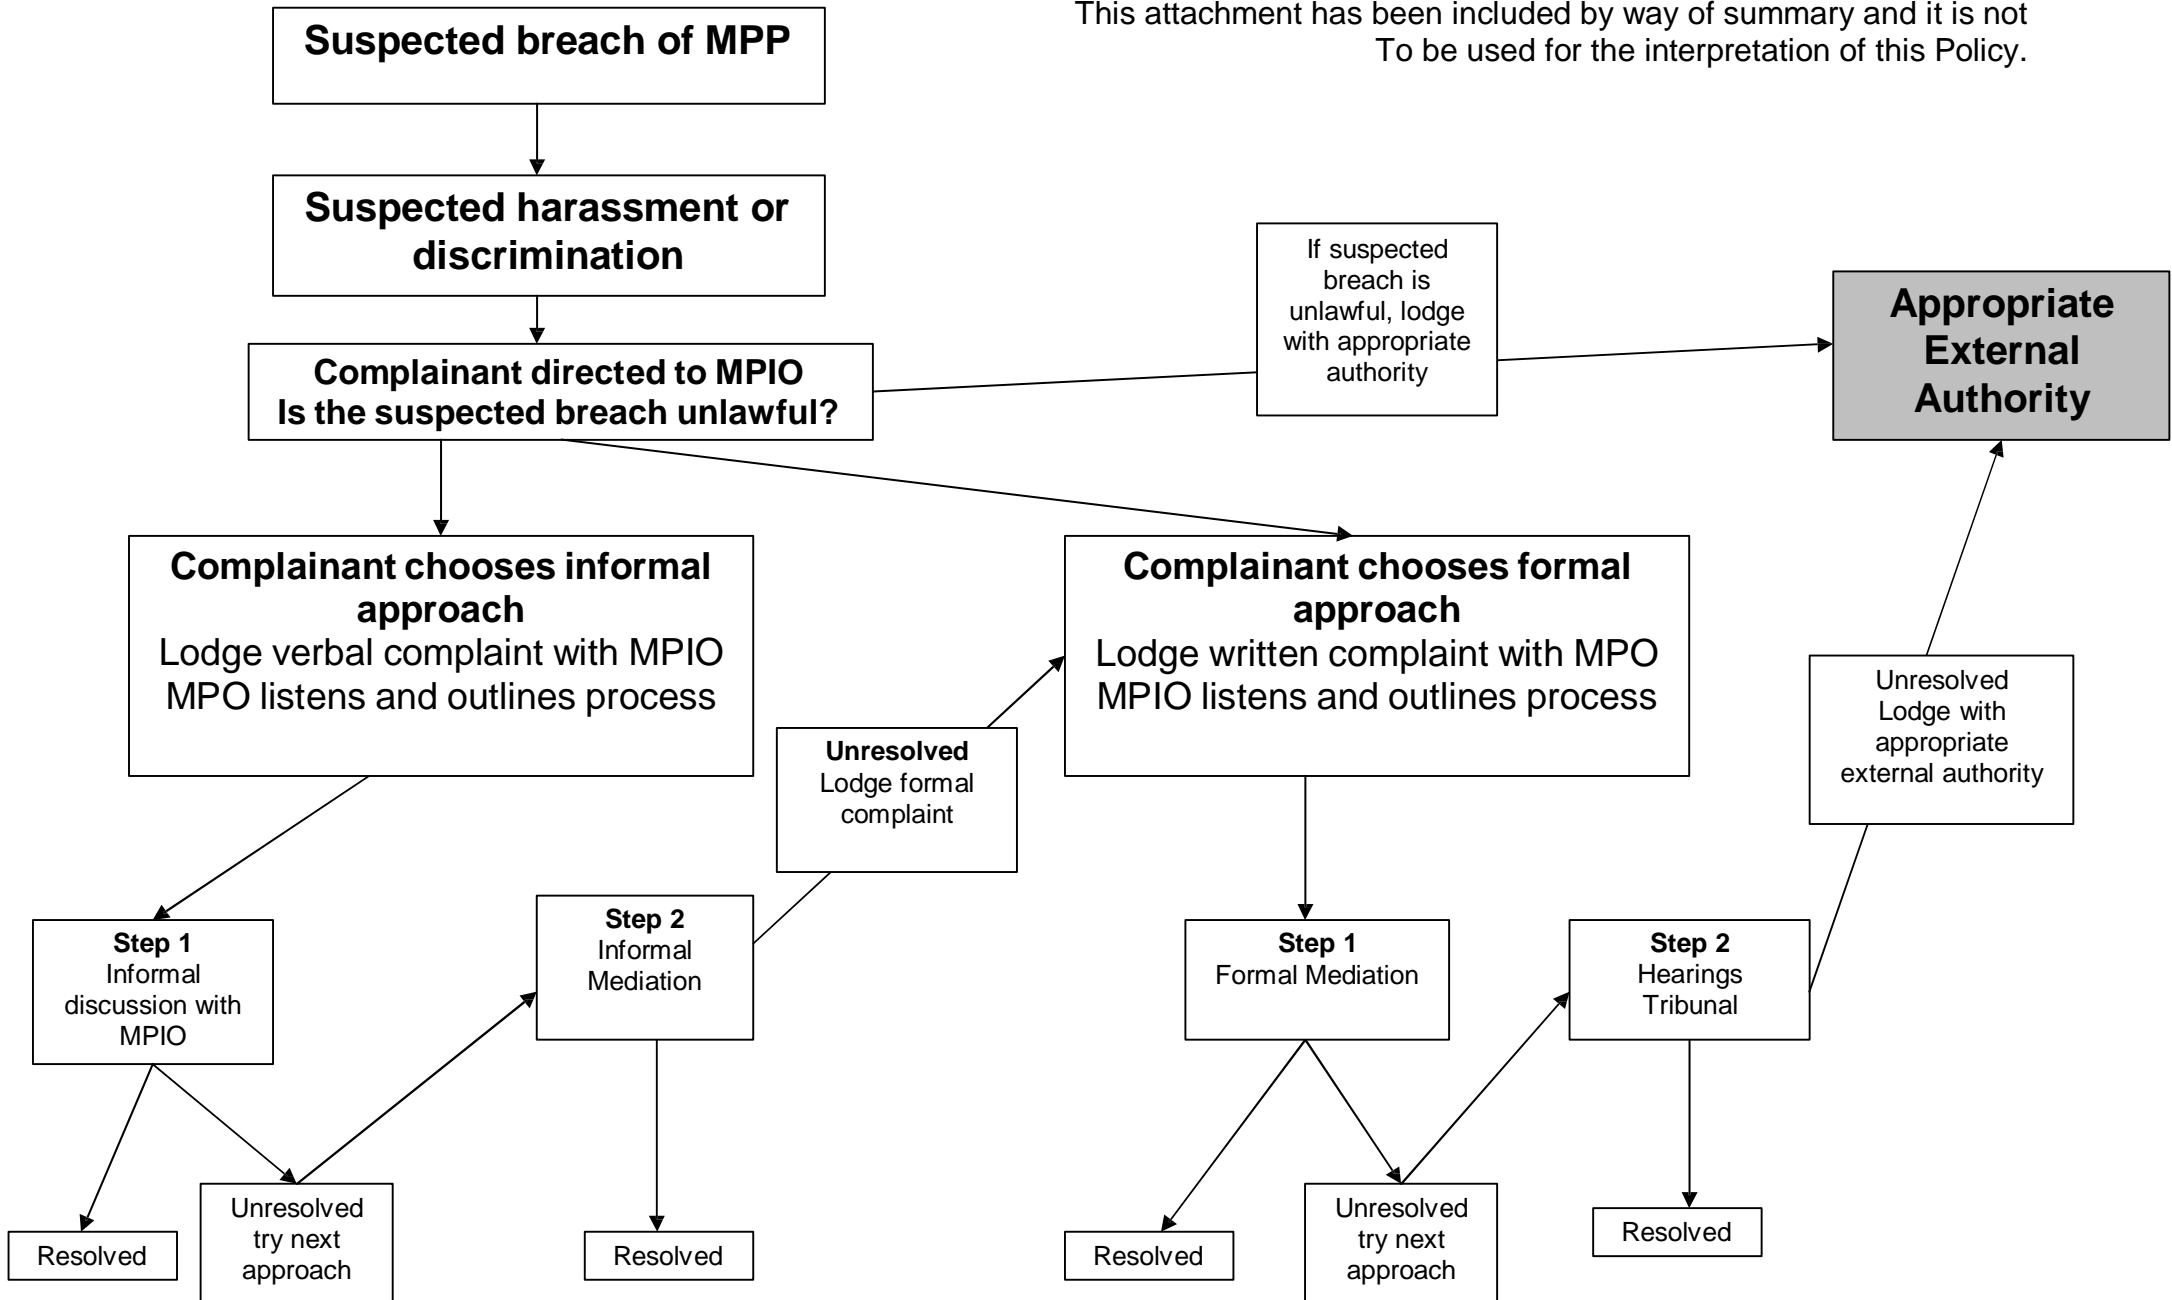 This attachment has been included by way of summary and it is not
To be used for the interpretation of this Policy.
Suspected breach of MPP
Suspected harassment or
discrimination
Complainant directed to MPIO
Is the suspected breach unlawful?
If suspected
breach is
unlawful, lodge
with appropriate
authority
Appropriate
External
Authority
Complainant chooses informal
approach
Lodge verbal complaint with MPIO
MPO listens and outlines process
Complainant chooses formal
approach
Lodge written complaint with MPO
MPIO listens and outlines process
Unresolved
Lodge formal
complaint
Unresolved
Lodge with
appropriate
external authority
Step 1
Informal
discussion with
MPIO
Step 2
Informal
Mediation
Step 1
Formal Mediation
Step 2
Hearings
Tribunal
Resolved
Unresolved
try next
approach
Resolved
Resolved
Unresolved
try next
approach
Resolved